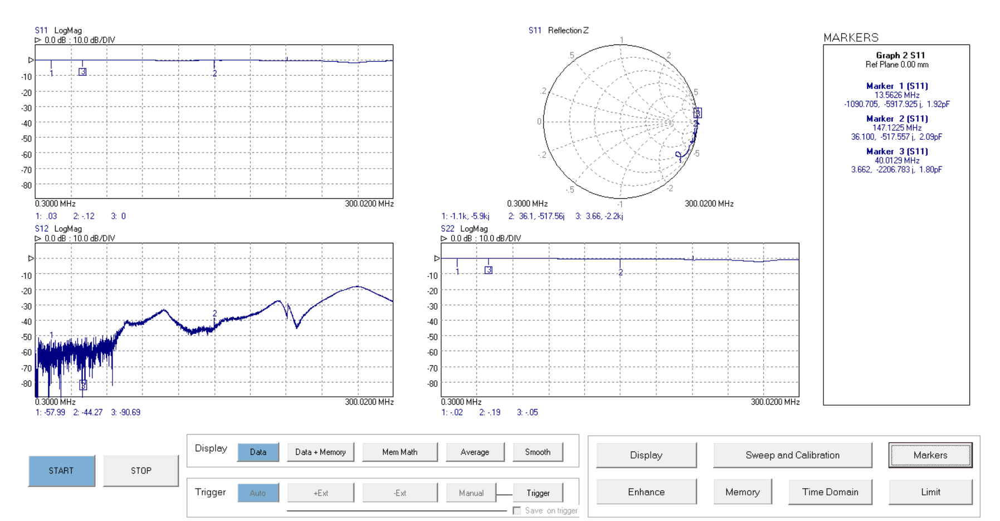 S11 LogMag
▷ 0.0 dB : 10.0 dB/DIV
-10
-20
-30
-40
-50
-60
-70
-80
1
3
2
0.3000 MHz 300.0200 MHz
1: .03 2: -.12 3: 0
S11 Reflection Z
1
.5
2
.2
5
0
3
-.2
-5
-.5
-2
-1
0.3000 MHz 300.0200 MHz
1: -1.1k, -5.9kj 2: 36.1, -517.56j 3: 3.66, -2.2kj
MARKERS
Graph 2 S11
Ref Plane 0.00 mm
Marker 1 (S11)
13.5626 MHz
-1090.705, -5917.925 j, 1.92pF
Marker 2 (S11)
147.1225 MHz
36.100, -517.557 j, 2.09pF
Marker 3 (S11)
40.0129 MHz
3.662, -2206.783 j, 1.80pF
S12 LogMag
▷ 0.0 dB : 10.0 dB/DIV
-10
-20
-30
-40
-50
-60
-70
-80
1
2
3
0.3000 MHz 300.0200 MHz
1: -57.99 2: -44.27 3: -90.69
S22 LogMag
▷ 0.0 dB : 10.0 dB/DIV
-10
-20
-30
-40
-50
-60
-70
-80
1
3
2
0.3000 MHz 300.0200 MHz
1: -.02 2: -.19 3: -.05
START
STOP
Display Data Data + Memory Mem Math Average Smooth
Trigger Auto +Ext -Ext Manual Trigger
Save on trigger
Display Sweep and Calibration Markers
Enhance Memory Time Domain Limit